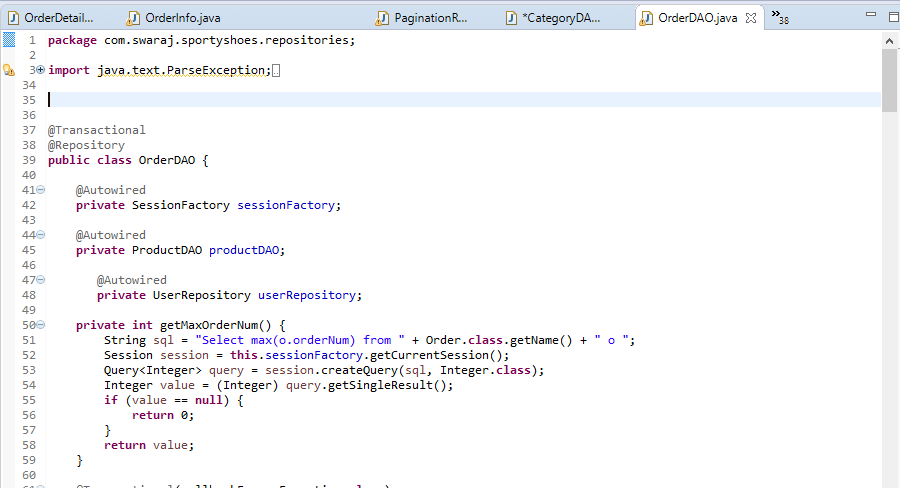 OrderDetail... OrderInfo.java PaginationR... *CategoryDA... OrderDAO.java »38
1 package com.swaraj.sportyshoes.repositories;
2
3 import java.text.ParseException;
34
35
36
37 @Transactional
38 @Repository
39 public class OrderDAO {
40
41 @Autowired
42 private SessionFactory sessionFactory;
43
44 @Autowired
45 private ProductDAO productDAO;
46
47 @Autowired
48 private UserRepository userRepository;
49
50 private int getMaxOrderNum() {
51 String sql = "Select max(o.orderNum) from " + Order.class.getName() + " o ";
52 Session session = this.sessionFactory.getCurrentSession();
53 Query<Integer> query = session.createQuery(sql, Integer.class);
54 Integer value = (Integer) query.getSingleResult();
55 if (value == null) {
56 return 0;
57 }
58 return value;
59 }
60